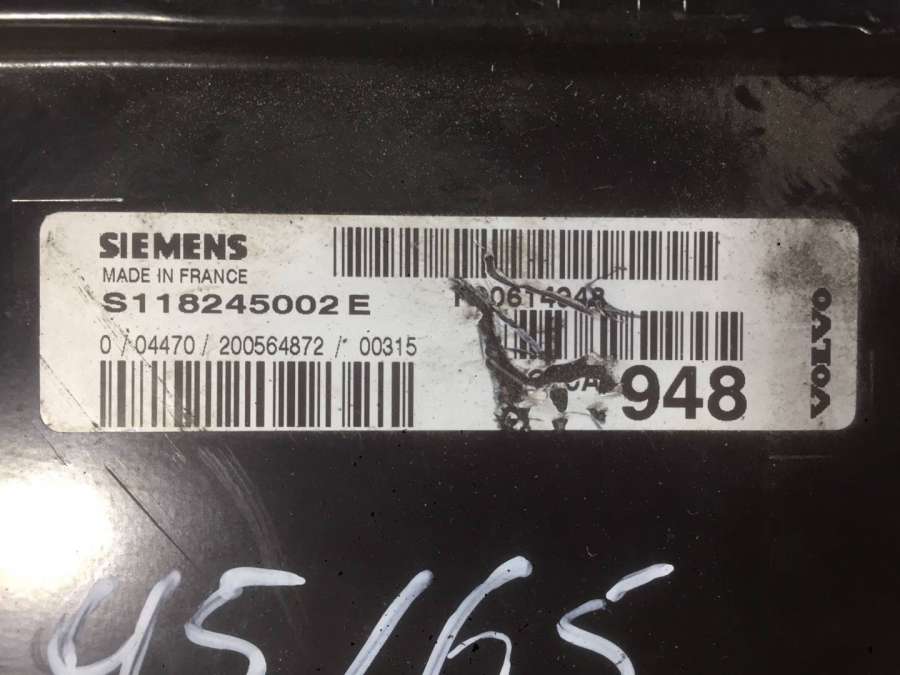 SIEMENS
MADE IN FRANCE
S118245002 E
0 / 04470 / 200564872 / 00315
948
VOLVO
45165